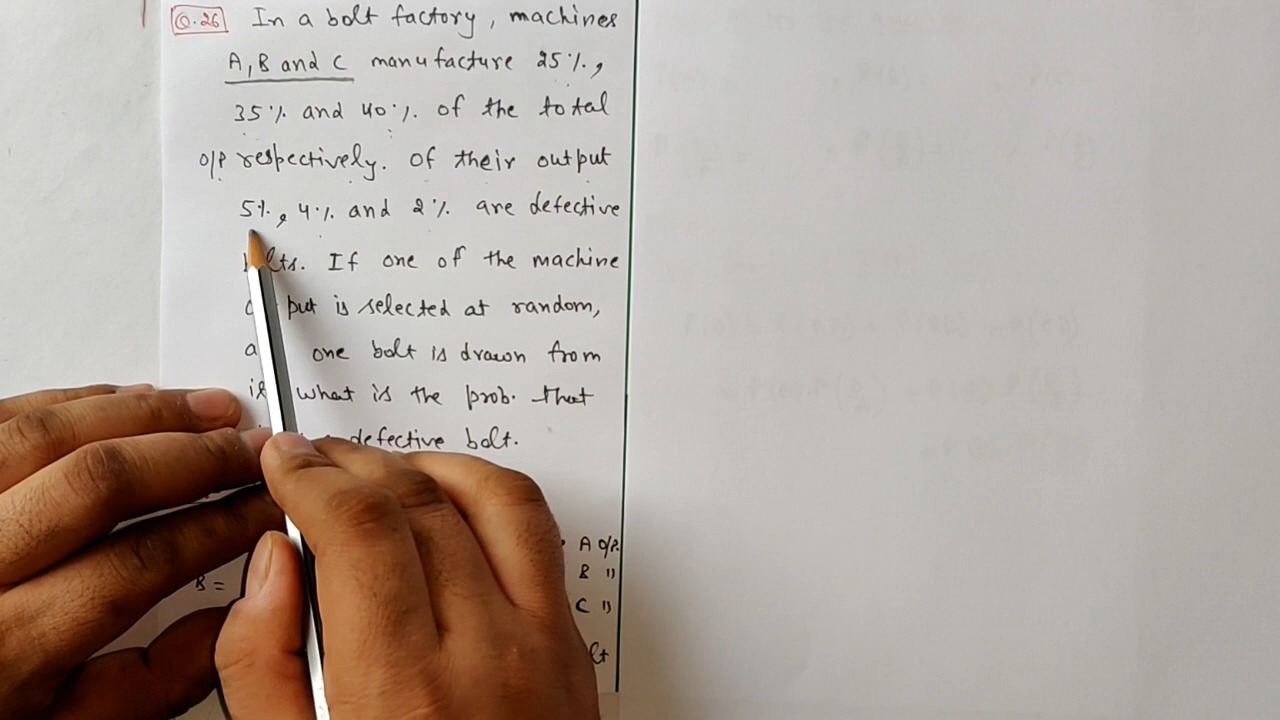 Q.26 In a bolt factory, machines
A, B and C manufacture 25%,
35% and 40% of the total
O/P respectively. Of their output
5%, 4% and 2% are defective
lts. If one of the machine
put is selected at random,
one bolt is drawn from
what is the prob. that
defective bolt.
A O/P.
B = B "
C "
lt